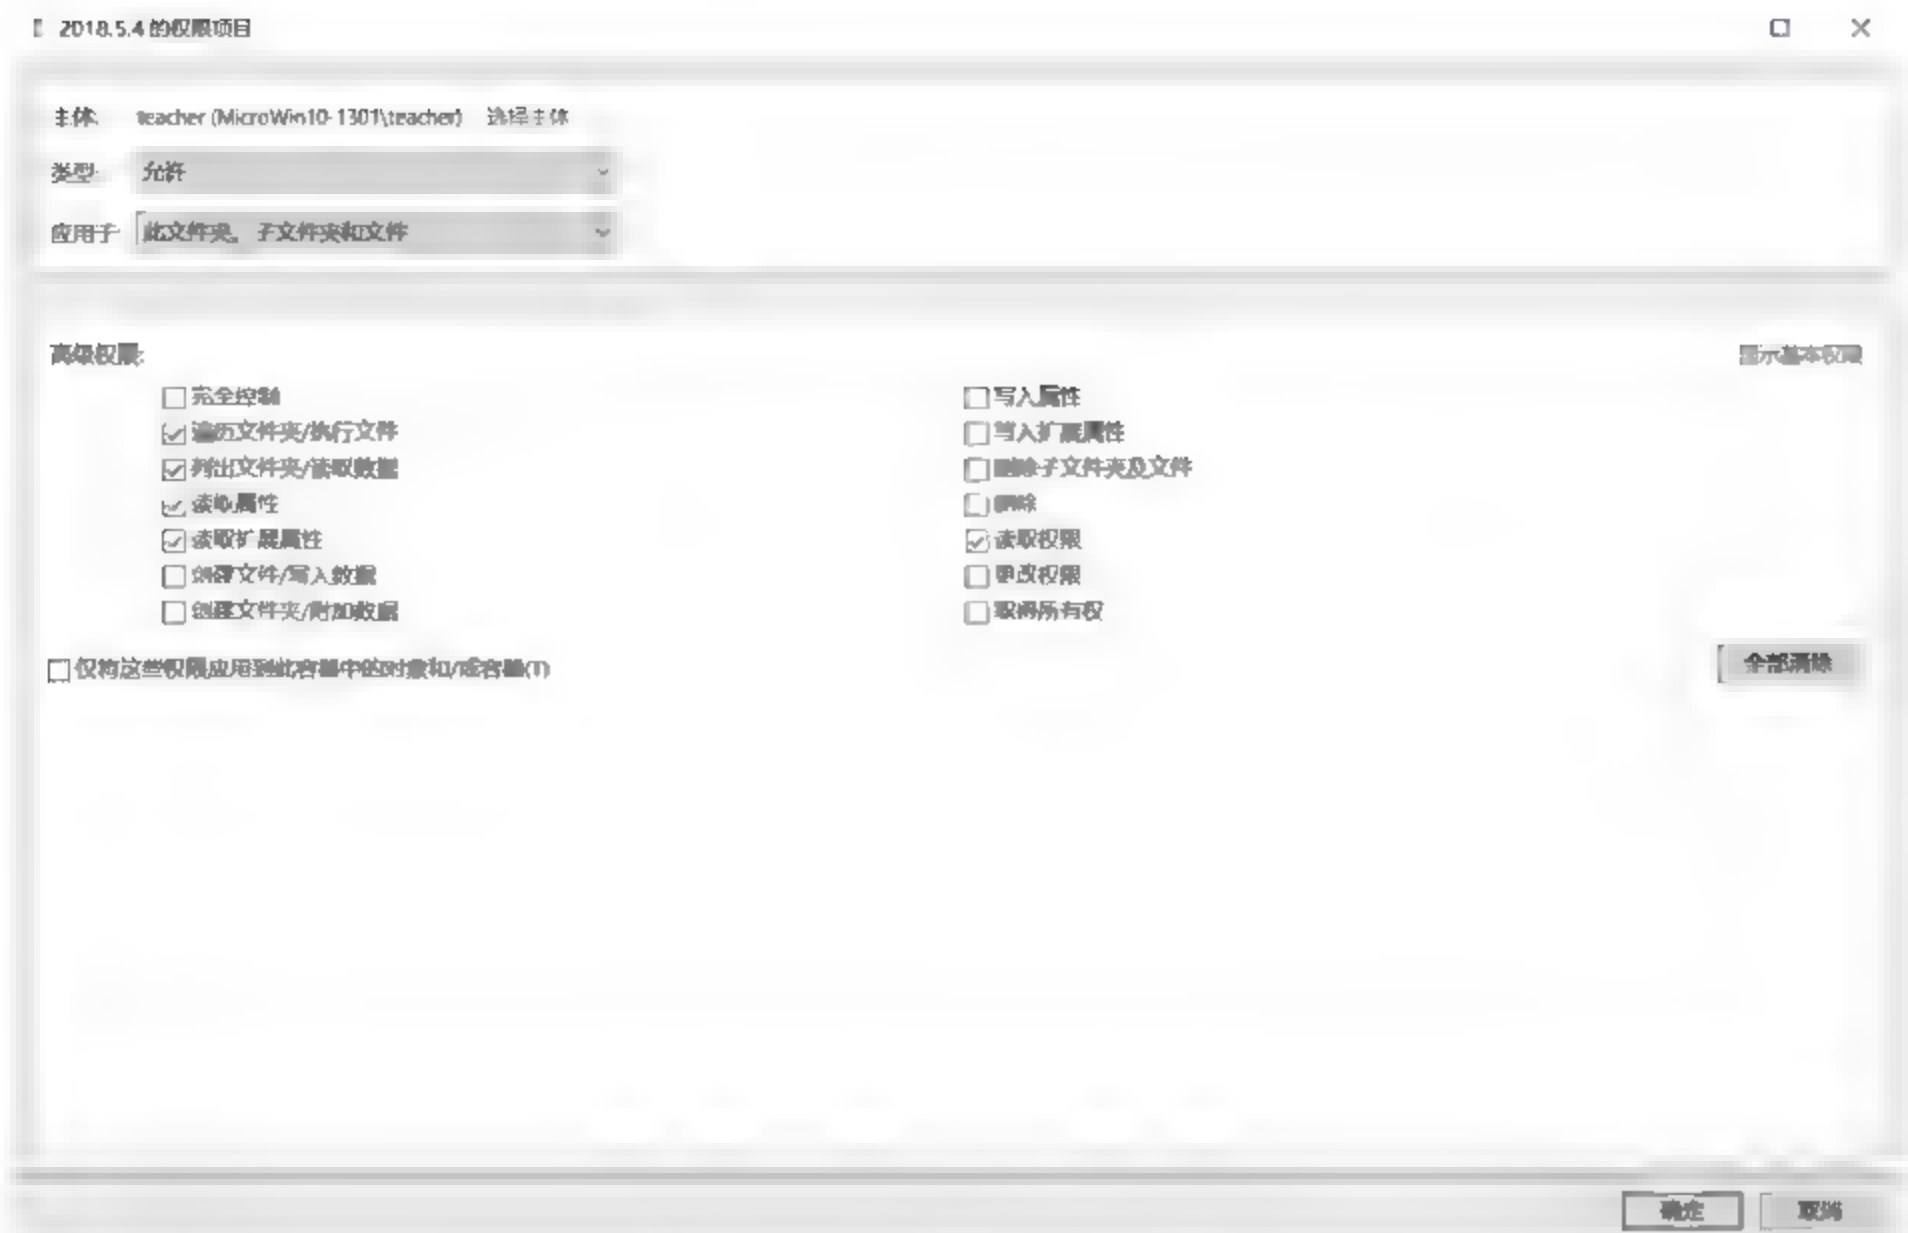 2018.5.4 的权限项目
主体: teacher (MicroWin10-1301\teacher) 选择主体
类型: 允许
应用于: 此文件夹、子文件夹和文件
高级权限: 显示基本权限
完全控制 写入属性
遍历文件夹/执行文件 写入扩展属性
列出文件夹/读取数据 删除子文件夹及文件
读取属性 删除
读取扩展属性 读取权限
创建文件/写入数据 更改权限
创建文件夹/附加数据 取得所有权
仅将这些权限应用到此容器中的对象和/或容器(T) 全部清除
确定 取消